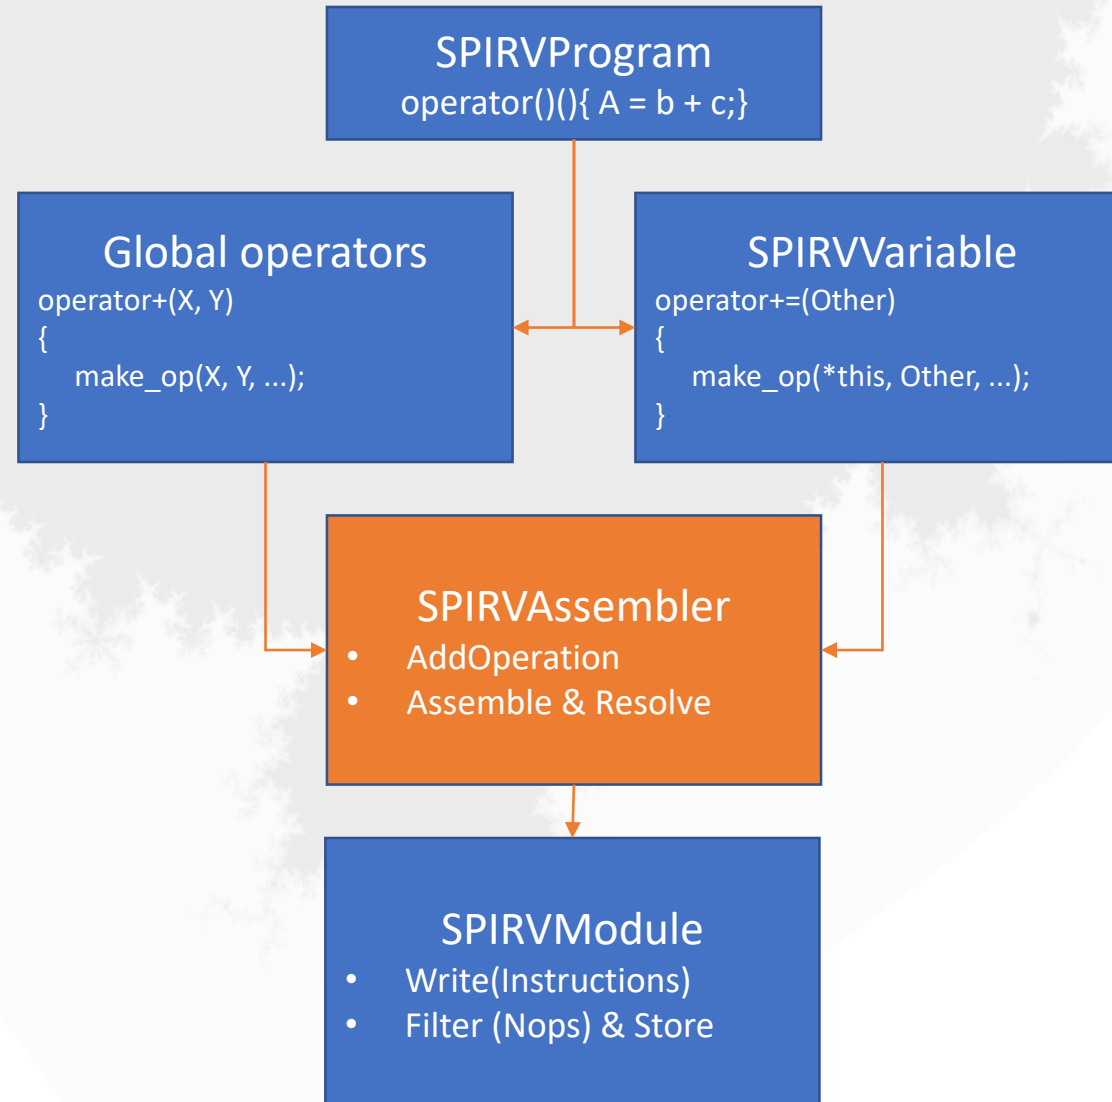 SPIRVProgram
operator()(){ A = b + c;}
Global operators
operator+(X, Y)
{
make_op(X, Y, ...);
}
SPIRVVariable
operator+=(Other)
{
make_op(*this, Other, ...);
}
SPIRVAssembler
• AddOperation
• Assemble & Resolve
SPIRVModule
• Write(Instructions)
• Filter (Nops) & Store